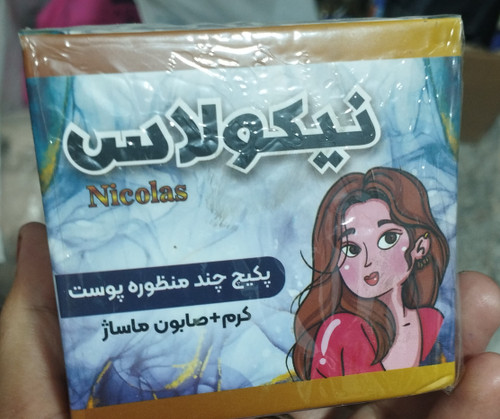 نیکولاس
Nicolas
پکیج چند منظوره پوست
کرم+صابون ماساژ